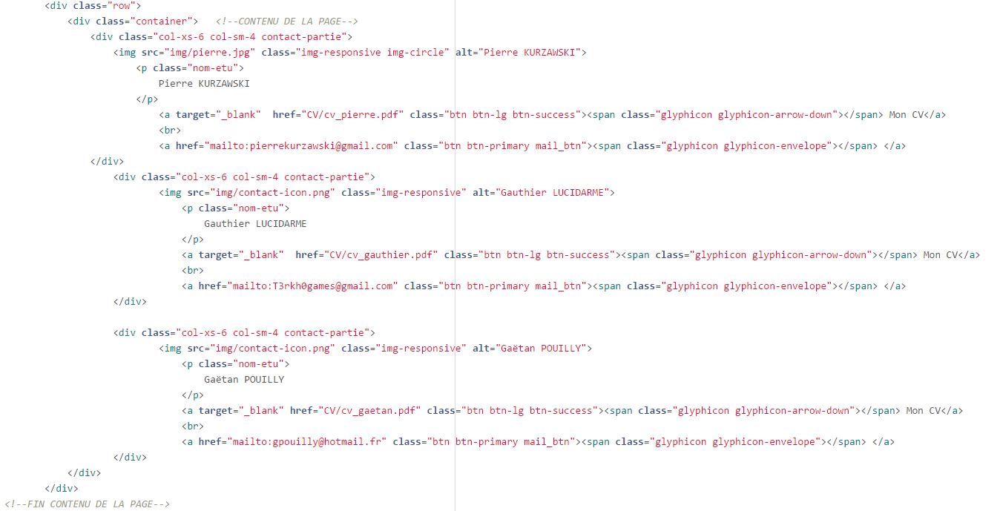 <div class="row">
<div class="container">   <!--CONTENU DE LA PAGE-->
<div class="col-xs-6 col-sm-4 contact-partie">
<img src="img/pierre.jpg" class="img-responsive img-circle" alt="Pierre KURZAWSKI">
<p class="nom-etu">
Pierre KURZAWSKI
</p>
<a target="_blank"  href="CV/cv_pierre.pdf" class="btn btn-lg btn-success"><span class="glyphicon glyphicon-arrow-down"></span> Mon CV</a>
<br>
<a href="mailto:pierrekurzawski@gmail.com" class="btn btn-primary mail_btn"><span class="glyphicon glyphicon-envelope"></span> </a>
</div>
<div class="col-xs-6 col-sm-4 contact-partie">
<img src="img/contact-icon.png" class="img-responsive" alt="Gauthier LUCIDARME">
<p class="nom-etu">
Gauthier LUCIDARME
</p>
<a target="_blank"  href="CV/cv_gauthier.pdf" class="btn btn-lg btn-success"><span class="glyphicon glyphicon-arrow-down"></span> Mon CV</a>
<br>
<a href="mailto:T3rkh0games@gmail.com" class="btn btn-primary mail_btn"><span class="glyphicon glyphicon-envelope"></span> </a>
</div>
<div class="col-xs-6 col-sm-4 contact-partie">
<img src="img/contact-icon.png" class="img-responsive" alt="Gaëtan POUILLY">
<p class="nom-etu">
Gaëtan POUILLY
</p>
<a target="_blank" href="CV/cv_gaetan.pdf" class="btn btn-lg btn-success"><span class="glyphicon glyphicon-arrow-down"></span> Mon CV</a>
<br>
<a href="mailto:gpouilly@hotmail.fr" class="btn btn-primary mail_btn"><span class="glyphicon glyphicon-envelope"></span> </a>
</div>
</div>
</div>
<!--FIN CONTENU DE LA PAGE-->